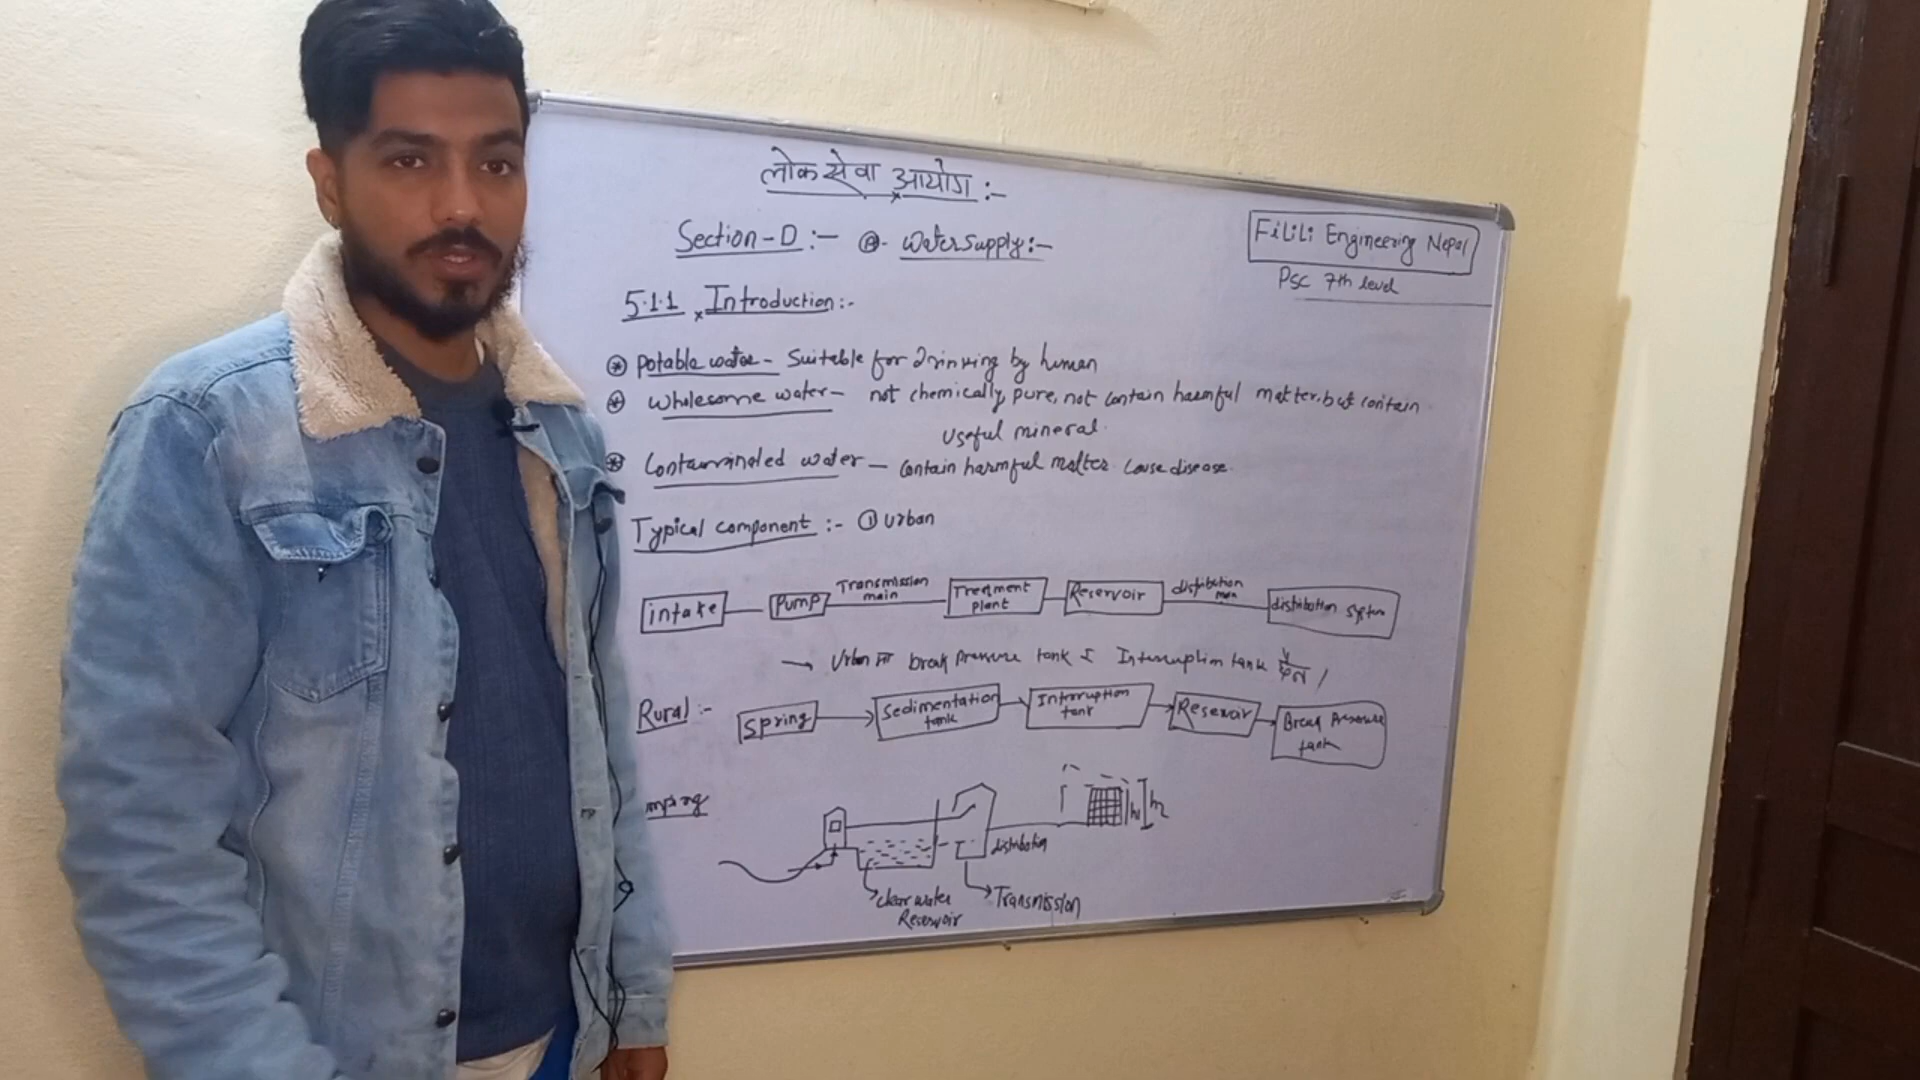 लोक सेवा आयोग :-
Section-D :- Ⓐ- Water supply :-
FiLiLi Engineering Nepal
PSC 7th level
5.1.1 Introduction :-
⊛ Potable water - Suitable for drinking by human
⊛ Wholesome water - not chemically pure, not contain harmful matter, but contain
useful mineral.
⊛ Contaminated water - contain harmful matter cause disease.
Typical component :- ① Urban
intake Pump Transmission main Treatment plant Reservoir distribution main distribution system
→ Urban मा break pressure tank र Interruption tank
Rural :- Spring → Sedimentation tank → Interruption tank → Reservoir → Break Pressure tank
mping
h1 h2
distribution
clear water Reservoir
Transmission